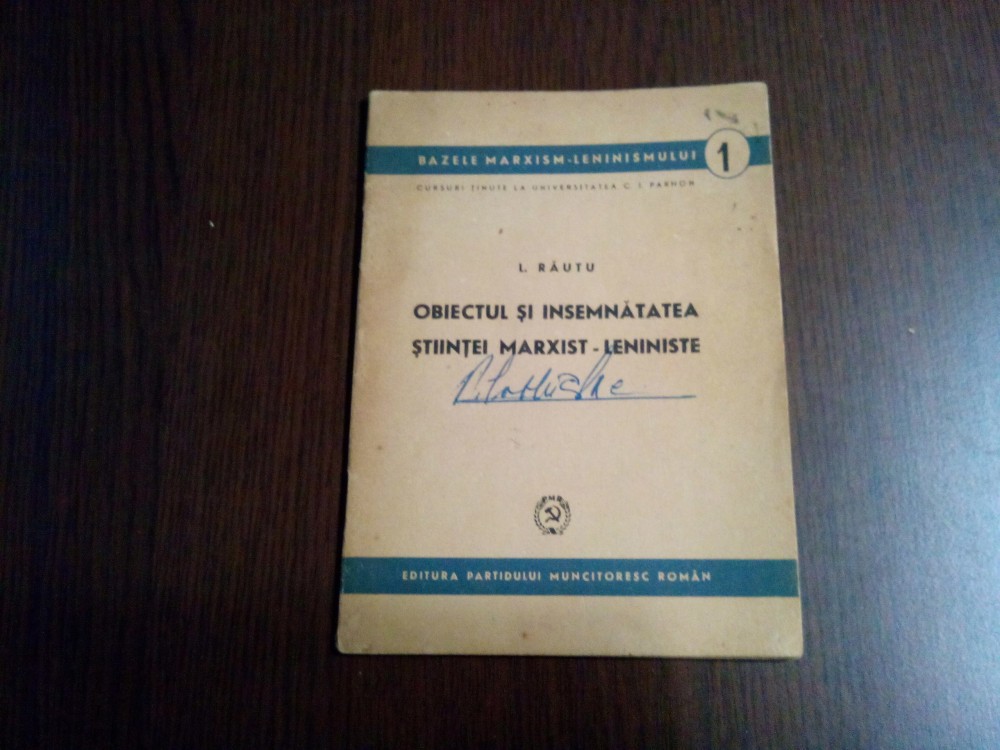 BAZELE MARXISM-LENINISMULUI
1
CURSURI ȚINUTE LA UNIVERSITATEA C. I. PARHON
L. RĂUTU
OBIECTUL ȘI INSEMNĂTATEA
ȘTIINȚEI MARXIST-LENINISTE
EDITURA PARTIDULUI MUNCITORESC ROMÂN